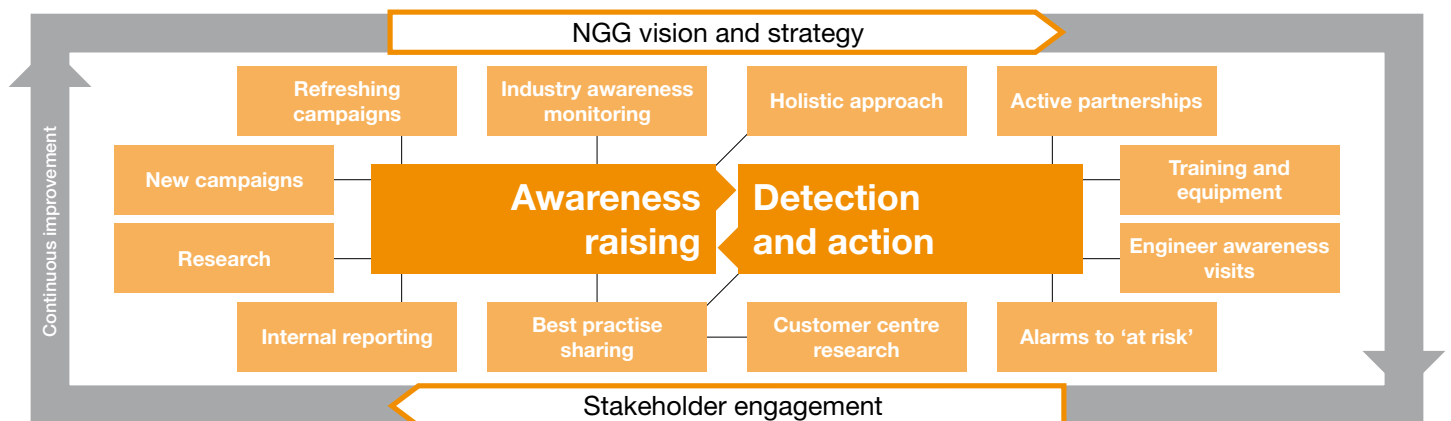 NGG vision and strategy
Refreshing
campaigns
Industry awareness
monitoring
Holistic approach
Active partnerships
New campaigns
Awareness
raising
Detection
and action
Training and
equipment
Research
Engineer awareness
visits
Internal reporting
Best practise
sharing
Customer centre
research
Alarms to ‘at risk’
Continuous improvement
Stakeholder engagement